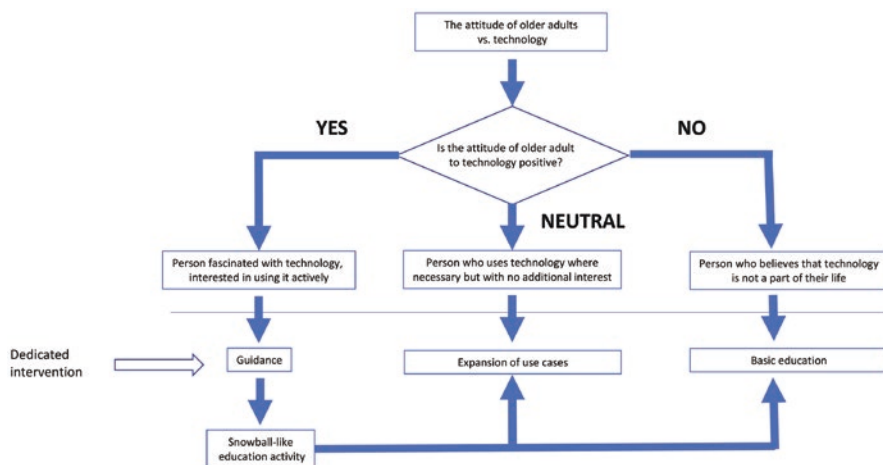 The attitude of older adults
vs. technology
YES
NO
Is the attitude of older adult
to technology positive?
NEUTRAL
Person fascinated with technology,
interested in using it actively
Person who uses technology where
necessary but with no additional interest
Person who believes that technology
is not a part of their life
Dedicated
intervention
Guidance
Expansion of use cases
Basic education
Snowball-like
education activity